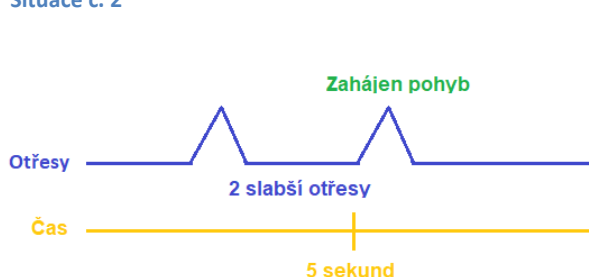 Situace č. 2
Zahájen pohyb
Otřesy
2 slabší otřesy
Čas
5 sekund